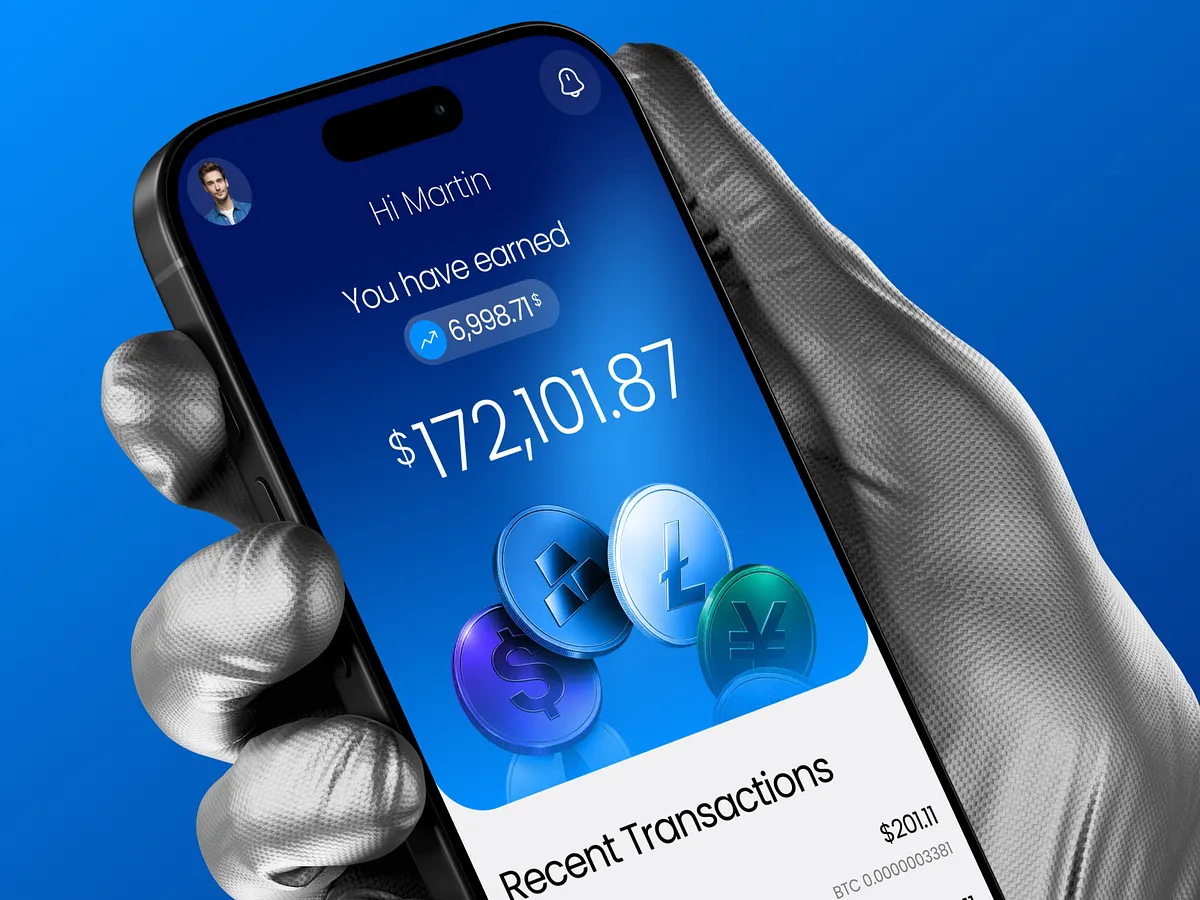 Hi Martin
You have earned
6,998.71$
$172,101.87
$
Ł
¥
Recent Transactions
$201.11
BTC 0.0000003381